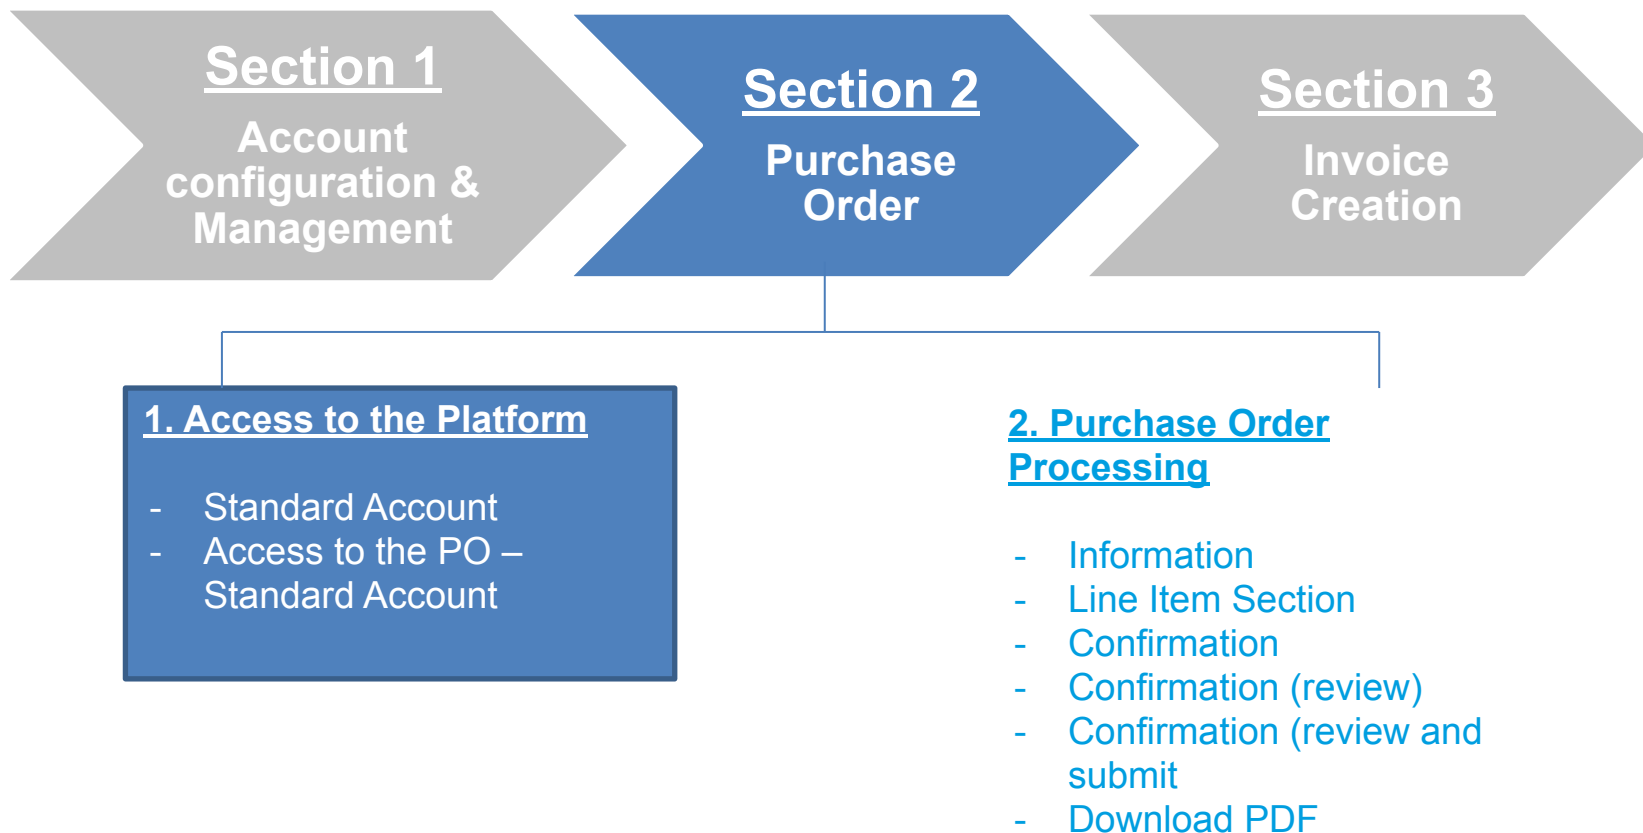 Section 1
Account
configuration &
Management
Section 2
Purchase
Order
Section 3
Invoice
Creation
1. Access to the Platform
- Standard Account
- Access to the PO –
Standard Account
2. Purchase Order
Processing
- Information
- Line Item Section
- Confirmation
- Confirmation (review)
- Confirmation (review and
submit
- Download PDF